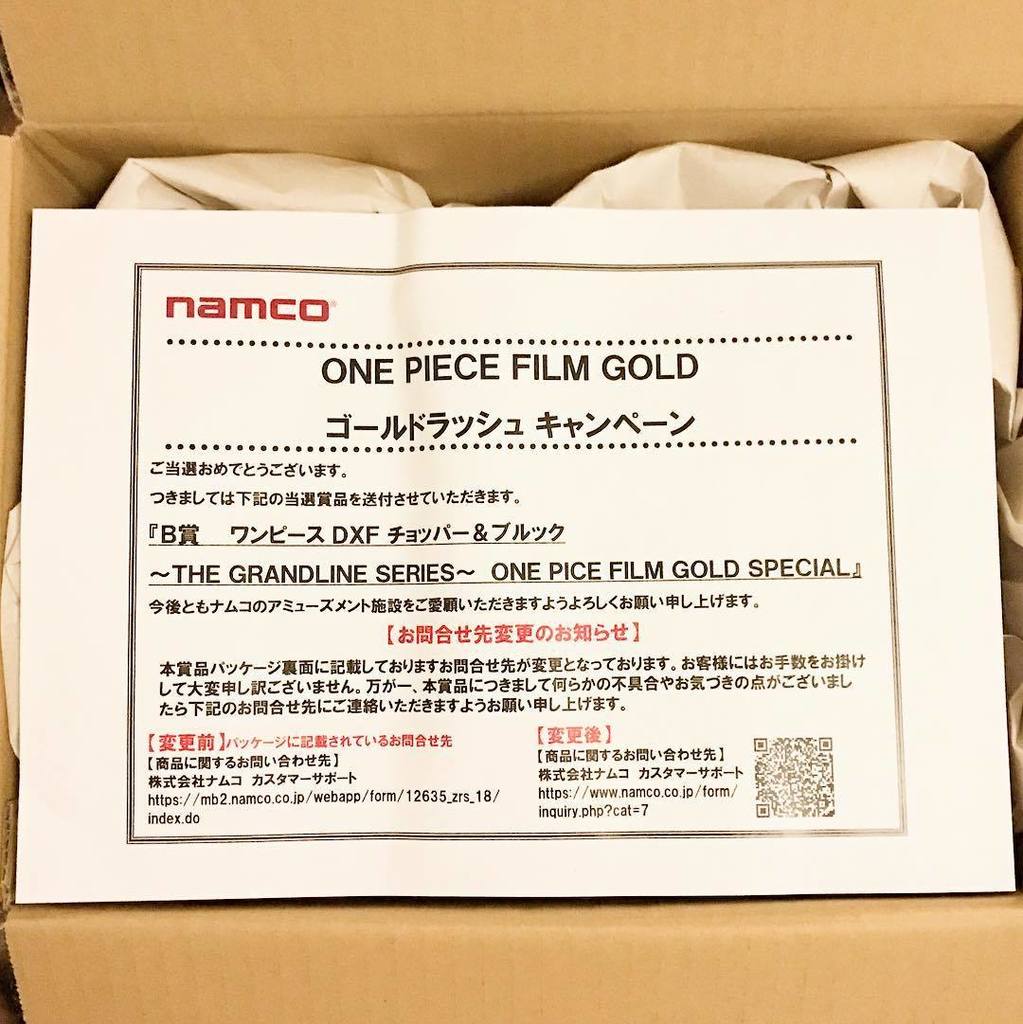 namco
ONE PIECE FILM GOLD
ゴールドラッシュ キャンペーン
ご当選おめでとうございます。
つきましては下記の当選賞品を送付させていただきます。
『B賞　ワンピース DXF チョッパー＆ブルック
～THE GRANDLINE SERIES～ ONE PICE FILM GOLD SPECIAL』
今後ともナムコのアミューズメント施設をご愛顧いただきますようよろしくお願い申し上げます。
【お問合せ先変更のお知らせ】
本賞品パッケージ裏面に記載しておりますお問合せ先が変更となっております。お客様にはお手数をお掛け
して大変申し訳ございません。万が一、本賞品につきまして何らかの不具合やお気づきの点がございまし
たら下記のお問合せ先にご連絡いただきますようお願い申し上げます。
【変更前】パッケージに記載されているお問合せ先
【商品に関するお問い合わせ先】
株式会社ナムコ カスタマーサポート
https://mb2.namco.co.jp/webapp/form/12635_zrs_18/
index.do
【変更後】
【商品に関するお問い合わせ先】
株式会社ナムコ カスタマーサポート
https://www.namco.co.jp/form/
inquiry.php?cat=7